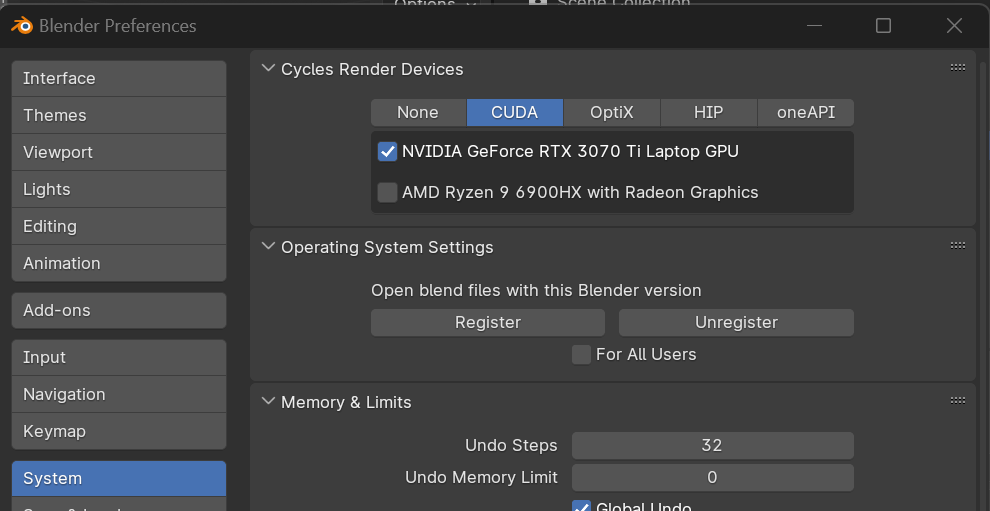 Options
Scene Collection
Blender Preferences
Interface
Themes
Viewport
Lights
Editing
Animation
Add-ons
Input
Navigation
Keymap
System
Cycles Render Devices
None CUDA OptiX HIP oneAPI
NVIDIA GeForce RTX 3070 Ti Laptop GPU
AMD Ryzen 9 6900HX with Radeon Graphics
Operating System Settings
Open blend files with this Blender version
Register Unregister
For All Users
Memory & Limits
Undo Steps 32
Undo Memory Limit 0
Global Undo